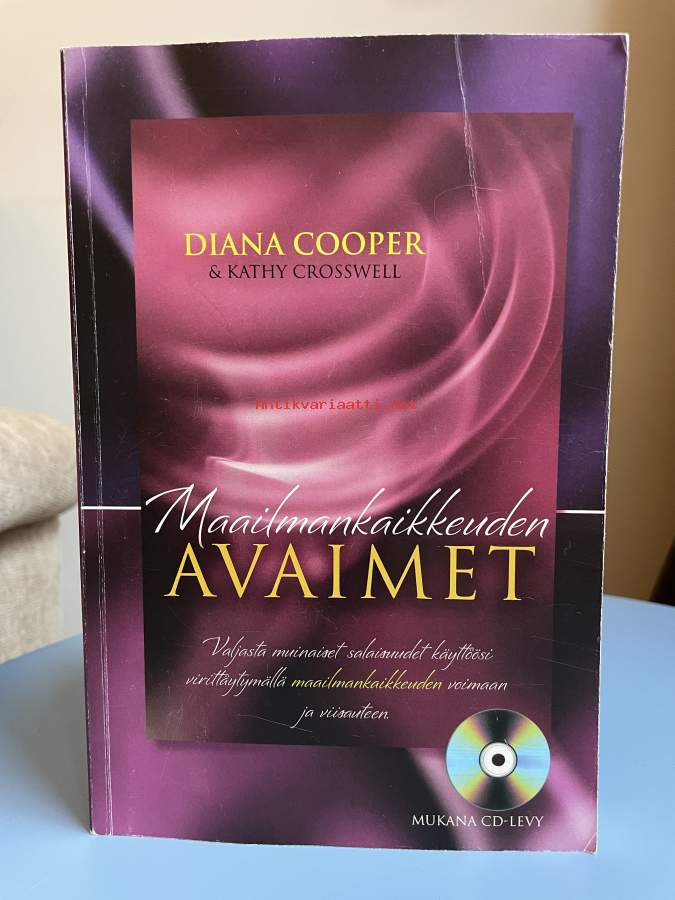 DIANA COOPER
& KATHY CROSSWELL
Antikvariaatti.com
Maailmankaikkeuden
AVAIMET
Valjasta muinaiset salaisuudet käyttöösi
virittäytymällä maailmankaikkeuden voimaan
ja viisauteen.
MUKANA CD-LEVY